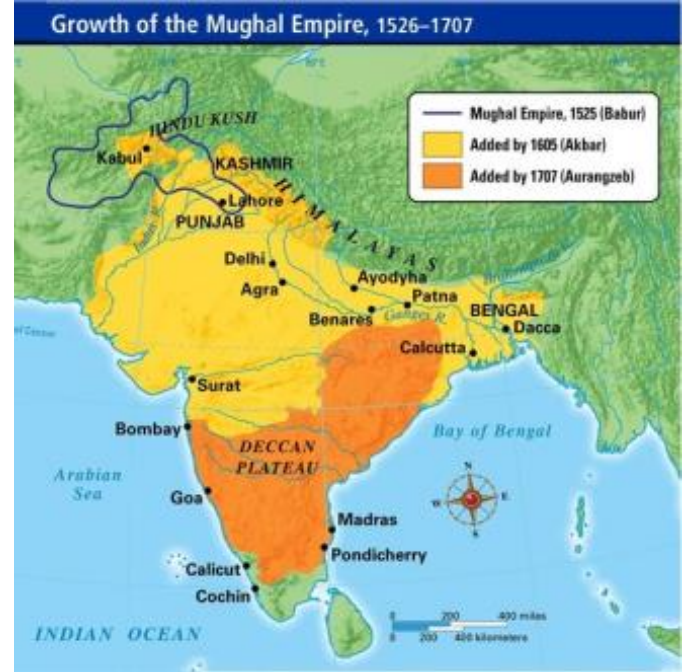 Growth of the Mughal Empire, 1526–1707
Mughal Empire, 1525 (Babur)
Added by 1605 (Akbar)
Added by 1707 (Aurangzeb)
HINDU KUSH
Kabul
KASHMIR
Lahore
PUNJAB
Indus R.
HIMALAYAS
Delhi
Agra
Ayodyha
Patna
Benares
Ganges R.
BENGAL
Dacca
Calcutta
Surat
Bombay
DECCAN
PLATEAU
Bay of Bengal
Arabian
Sea
Goa
N
W
E
S
Madras
Pondicherry
Calicut
Cochin
INDIAN OCEAN
0 200 400 miles
0 200 400 kilometers